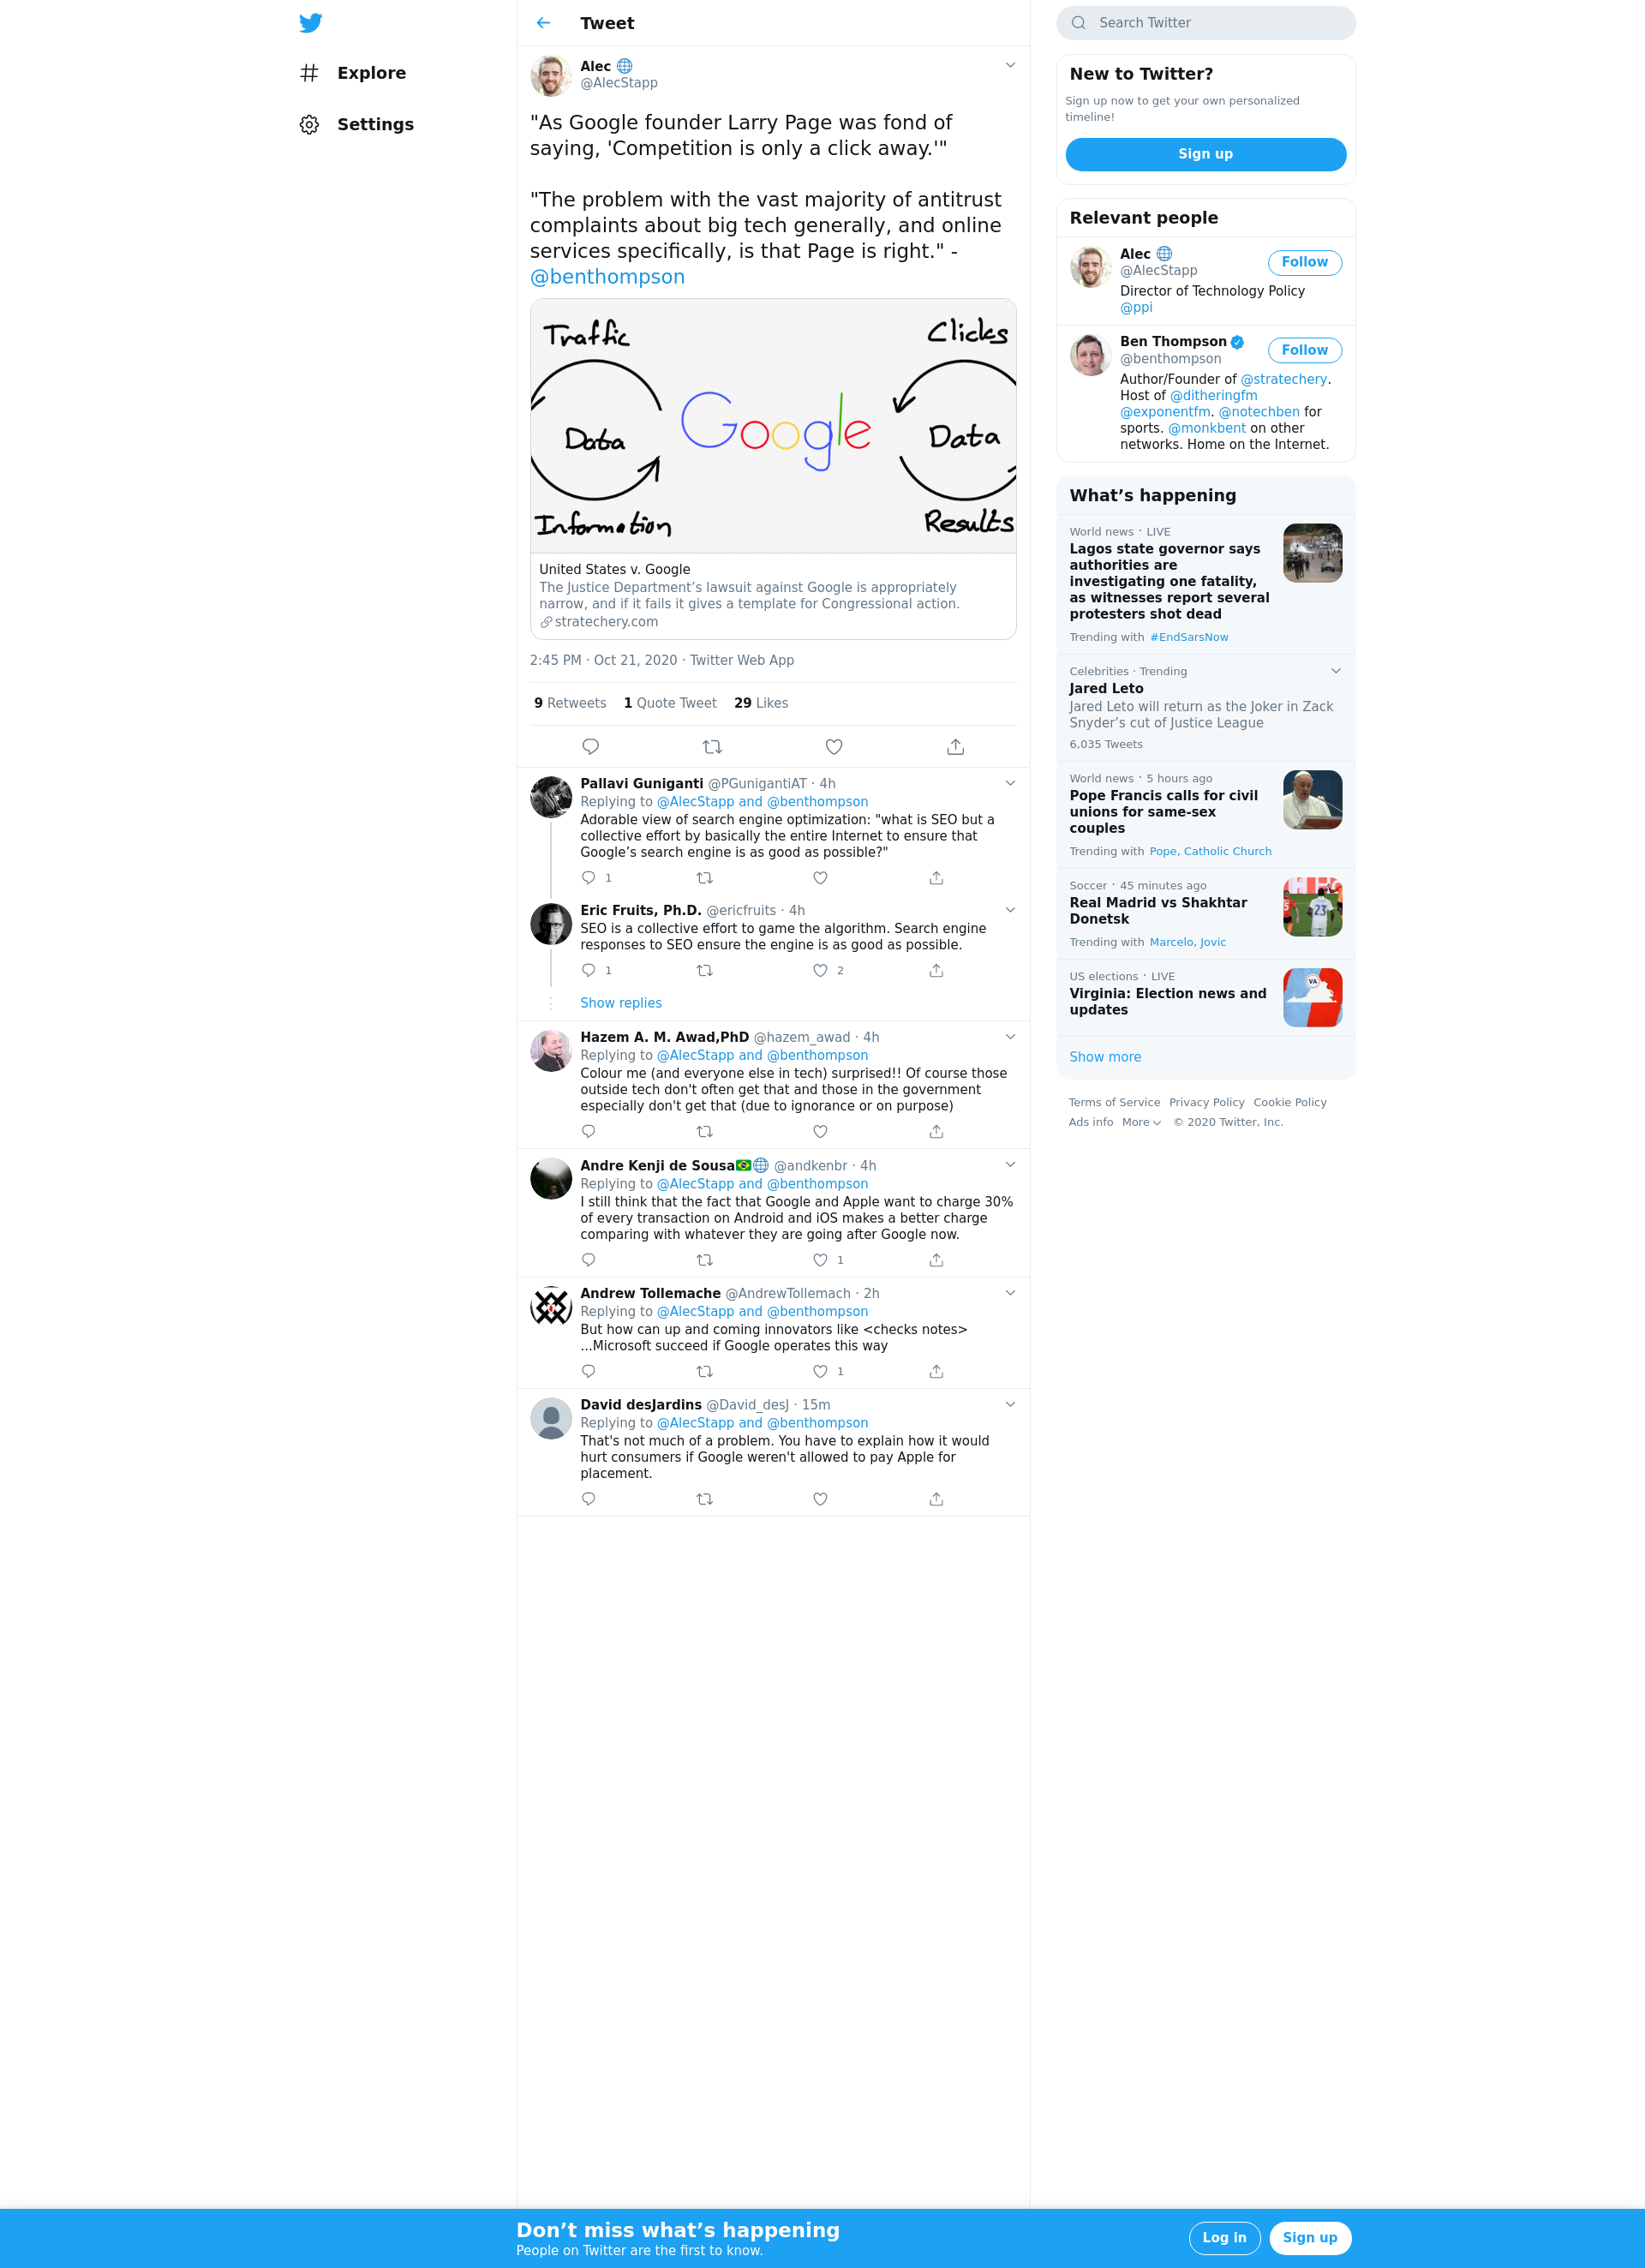 Explore
Settings
Tweet
Alec
@AlecStapp
"As Google founder Larry Page was fond of
saying, 'Competition is only a click away.'"
"The problem with the vast majority of antitrust
complaints about big tech generally, and online
services specifically, is that Page is right." -
@benthompson
Traffic
Clicks
Data
Google
Data
Information
Results
United States v. Google
The Justice Department’s lawsuit against Google is appropriately
narrow, and if it fails it gives a template for Congressional action.
stratechery.com
2:45 PM · Oct 21, 2020 · Twitter Web App
9 Retweets 1 Quote Tweet 29 Likes
Pallavi Guniganti @PGunigantiAT · 4h
Replying to @AlecStapp and @benthompson
Adorable view of search engine optimization: "what is SEO but a
collective effort by basically the entire Internet to ensure that
Google’s search engine is as good as possible?"
1
Eric Fruits, Ph.D. @ericfruits · 4h
SEO is a collective effort to game the algorithm. Search engine
responses to SEO ensure the engine is as good as possible.
1 2
Show replies
Hazem A. M. Awad,PhD @hazem_awad · 4h
Replying to @AlecStapp and @benthompson
Colour me (and everyone else in tech) surprised!! Of course those
outside tech don't often get that and those in the government
especially don't get that (due to ignorance or on purpose)
Andre Kenji de Sousa @andkenbr · 4h
Replying to @AlecStapp and @benthompson
I still think that the fact that Google and Apple want to charge 30%
of every transaction on Android and iOS makes a better charge
comparing with whatever they are going after Google now.
1
Andrew Tollemache @AndrewTollemach · 2h
Replying to @AlecStapp and @benthompson
But how can up and coming innovators like <checks notes>
...Microsoft succeed if Google operates this way
1
David desJardins @David_desJ · 15m
Replying to @AlecStapp and @benthompson
That's not much of a problem. You have to explain how it would
hurt consumers if Google weren't allowed to pay Apple for
placement.
Search Twitter
New to Twitter?
Sign up now to get your own personalized
timeline!
Sign up
Relevant people
Alec
@AlecStapp
Follow
Director of Technology Policy
@ppi
Ben Thompson
@benthompson
Follow
Author/Founder of @stratechery.
Host of @ditheringfm
@exponentfm. @notechben for
sports. @monkbent on other
networks. Home on the Internet.
What’s happening
World news · LIVE
Lagos state governor says
authorities are
investigating one fatality,
as witnesses report several
protesters shot dead
Trending with #EndSarsNow
Celebrities · Trending
Jared Leto
Jared Leto will return as the Joker in Zack
Snyder’s cut of Justice League
6,035 Tweets
World news · 5 hours ago
Pope Francis calls for civil
unions for same-sex
couples
Trending with Pope, Catholic Church
Soccer · 45 minutes ago
Real Madrid vs Shakhtar
Donetsk
23
Trending with Marcelo, Jovic
US elections · LIVE
Virginia: Election news and
updates
VA
Show more
Terms of Service Privacy Policy Cookie Policy
Ads info More © 2020 Twitter, Inc.
Don’t miss what’s happening
People on Twitter are the first to know.
Log in
Sign up